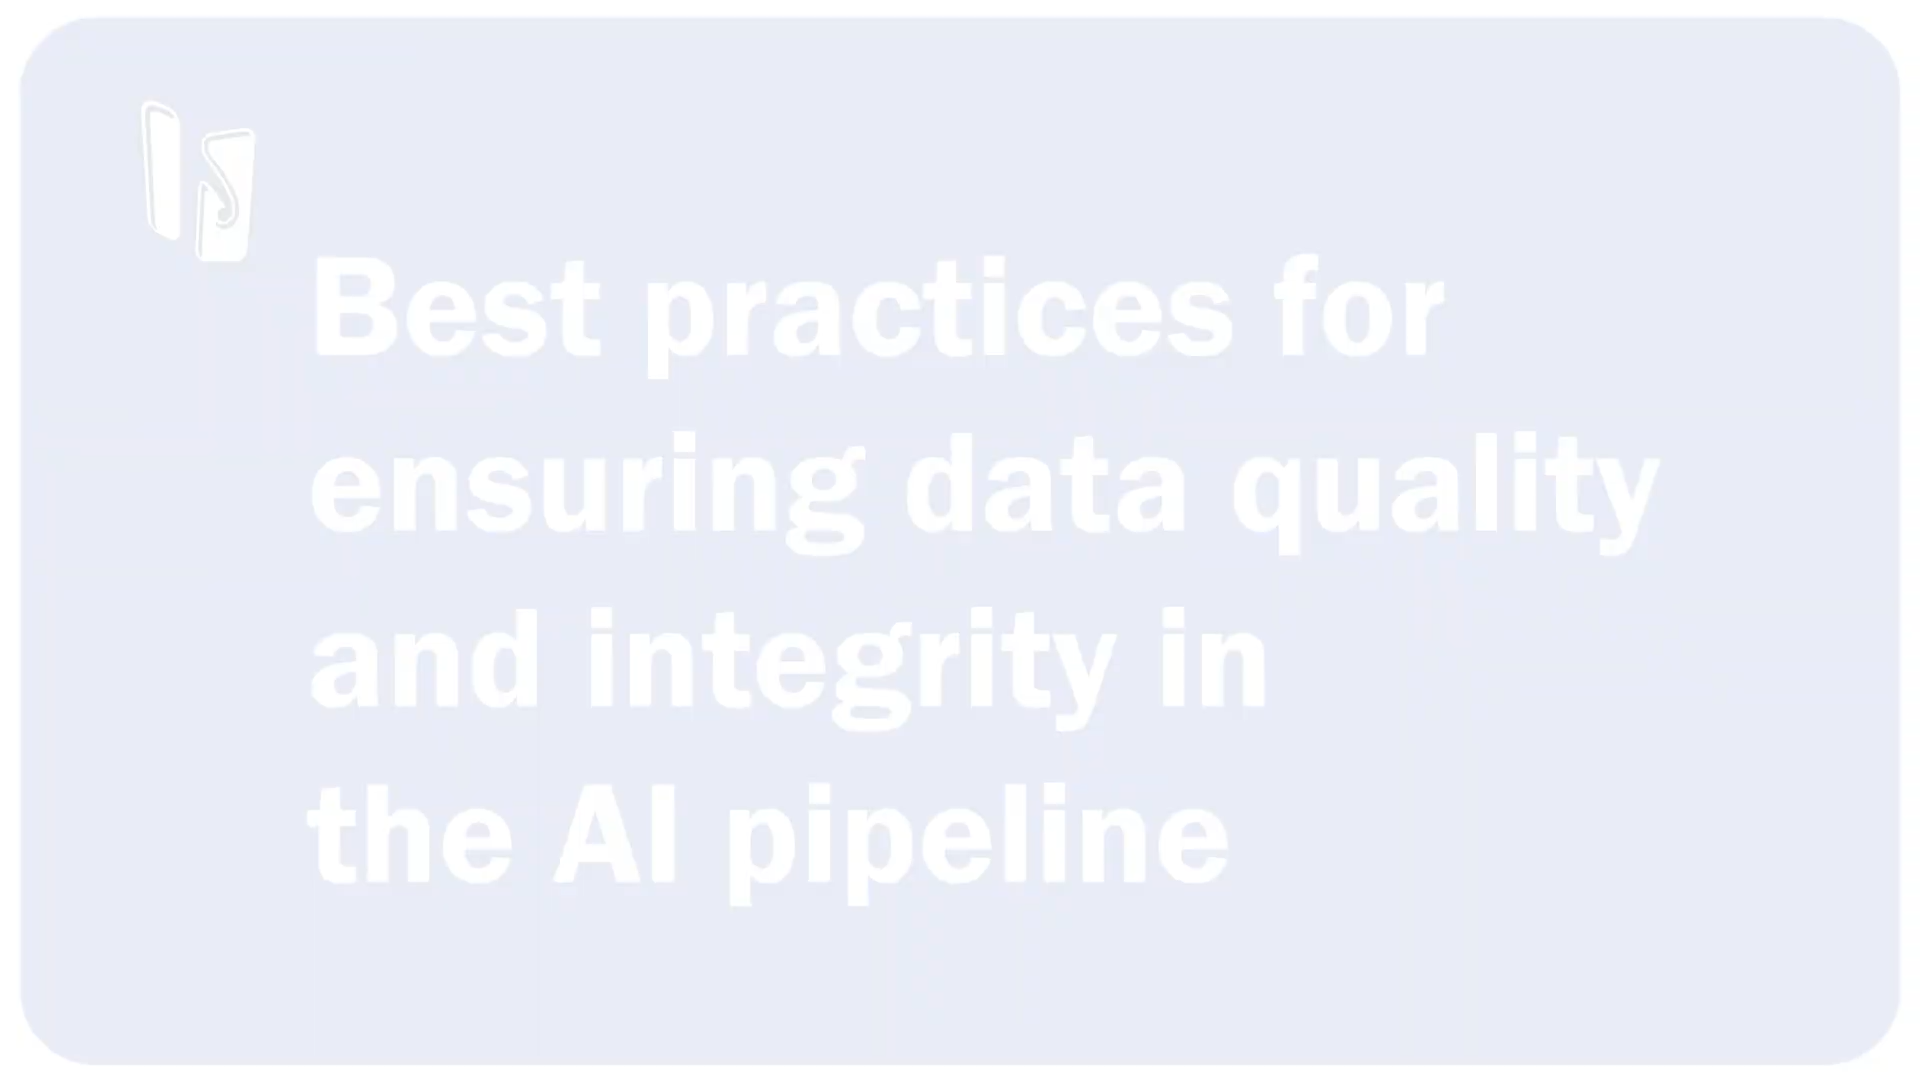 Best practices for
ensuring data quality
and integrity in
the AI pipeline